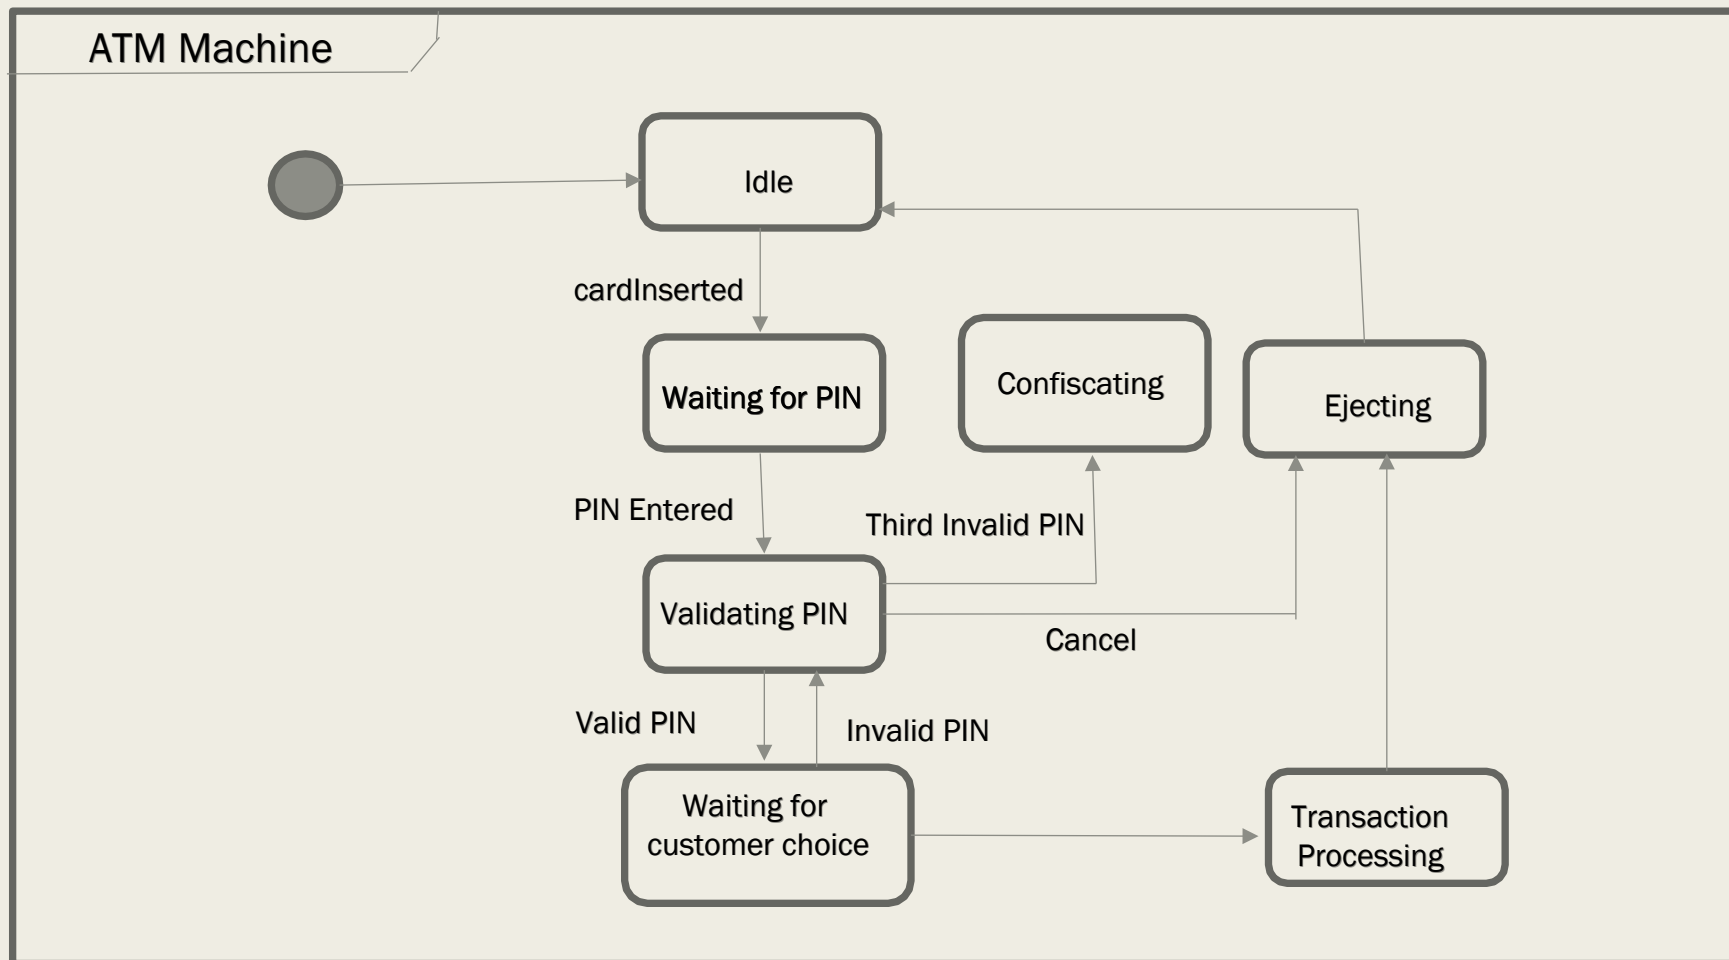 ATM Machine
Idle
cardInserted
Waiting for PIN
Confiscating
Ejecting
PIN Entered
Third Invalid PIN
Validating PIN
Cancel
Valid PIN
Invalid PIN
Waiting for
customer choice
Transaction
Processing